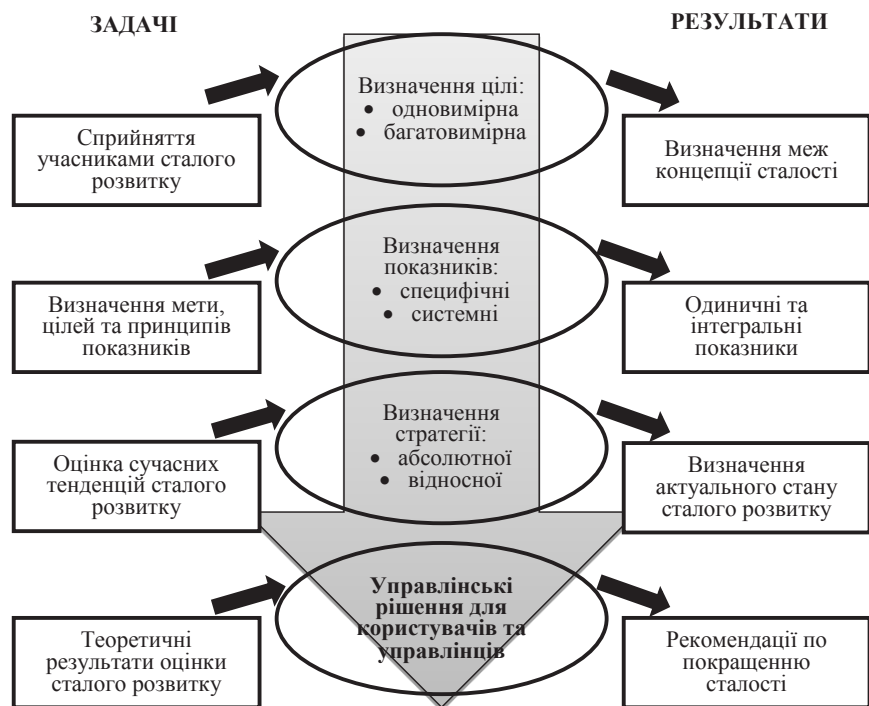 ЗАДАЧІ
РЕЗУЛЬТАТИ
Визначення цілі:
• одновимірна
• багатовимірна
Сприйняття
учасниками сталого
розвитку
Визначення меж
концепції сталості
Визначення
показників:
• специфічні
• системні
Визначення мети,
цілей та принципів
показників
Одиничні та
інтегральні
показники
Визначення
стратегії:
• абсолютної
• відносної
Оцінка сучасних
тенденцій сталого
розвитку
Визначення
актуального стану
сталого розвитку
Управлінські
рішення для
користувачів та
управлінців
Теоретичні
результати оцінки
сталого розвитку
Рекомендації по
покращенню
сталості